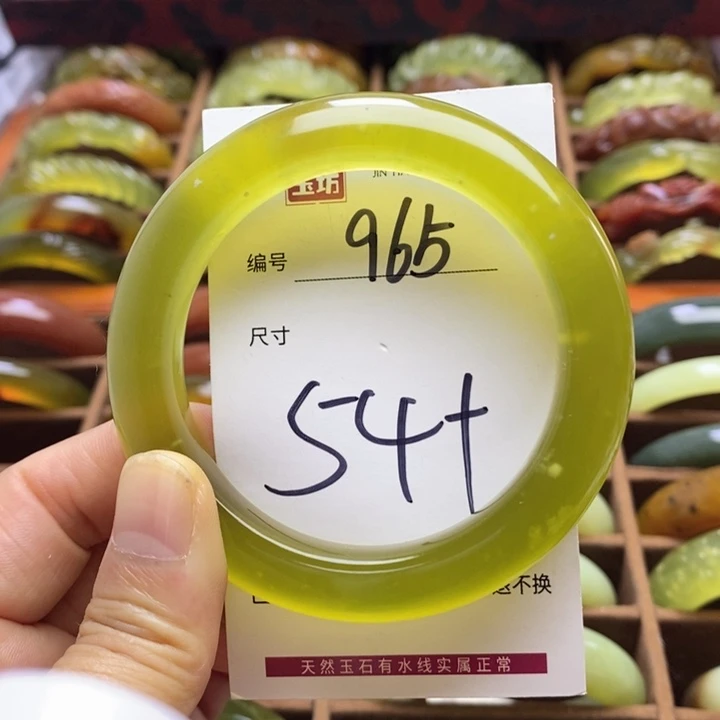 玉坊
编号 965
尺寸
54+
退不换
天然玉石有水线实属正常